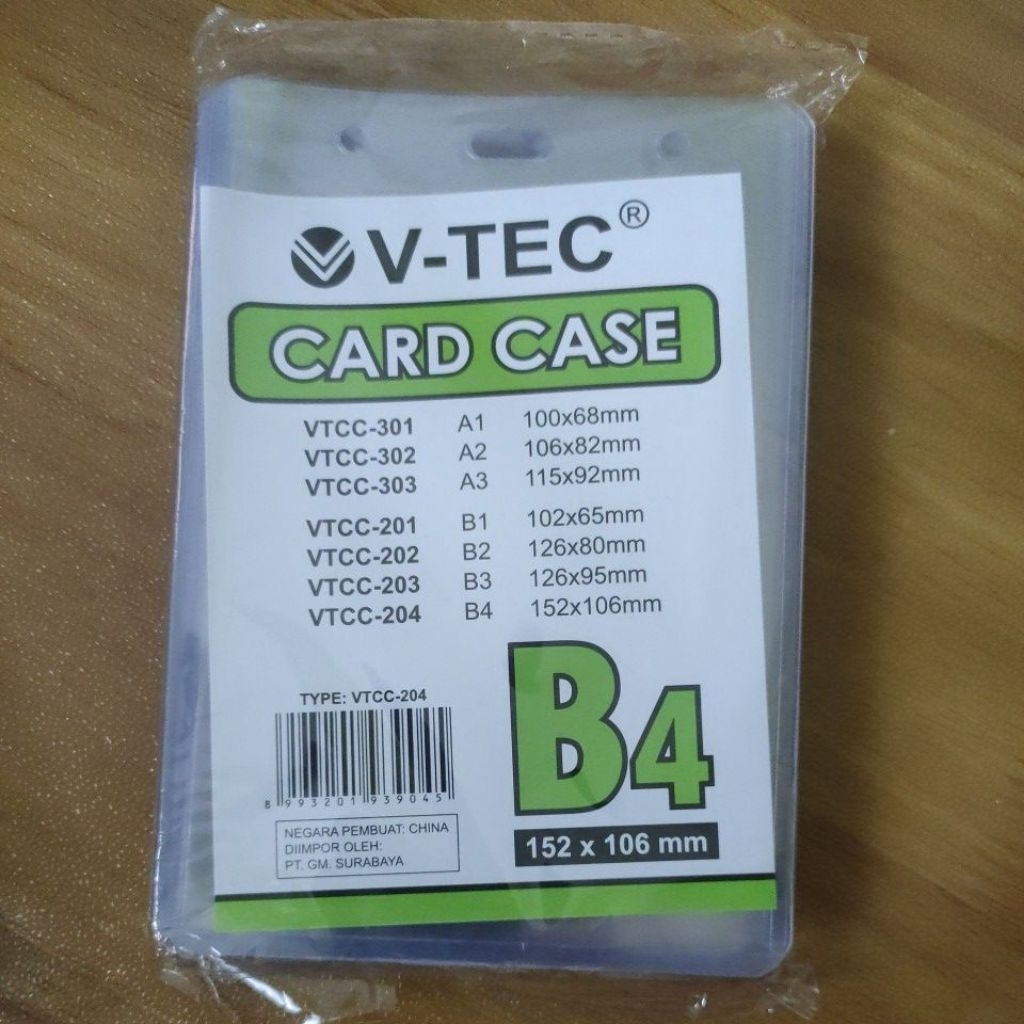 V-TEC®
CARD CASE
VTCC-301 A1 100x68mm
VTCC-302 A2 106x82mm
VTCC-303 A3 115x92mm
VTCC-201 B1 102x65mm
VTCC-202 B2 126x80mm
VTCC-203 B3 126x95mm
VTCC-204 B4 152x106mm
TYPE: VTCC-204
8 993201 939045
NEGARA PEMBUAT: CHINA
DIIMPOR OLEH:
PT. GM. SURABAYA
B4
152 x 106 mm